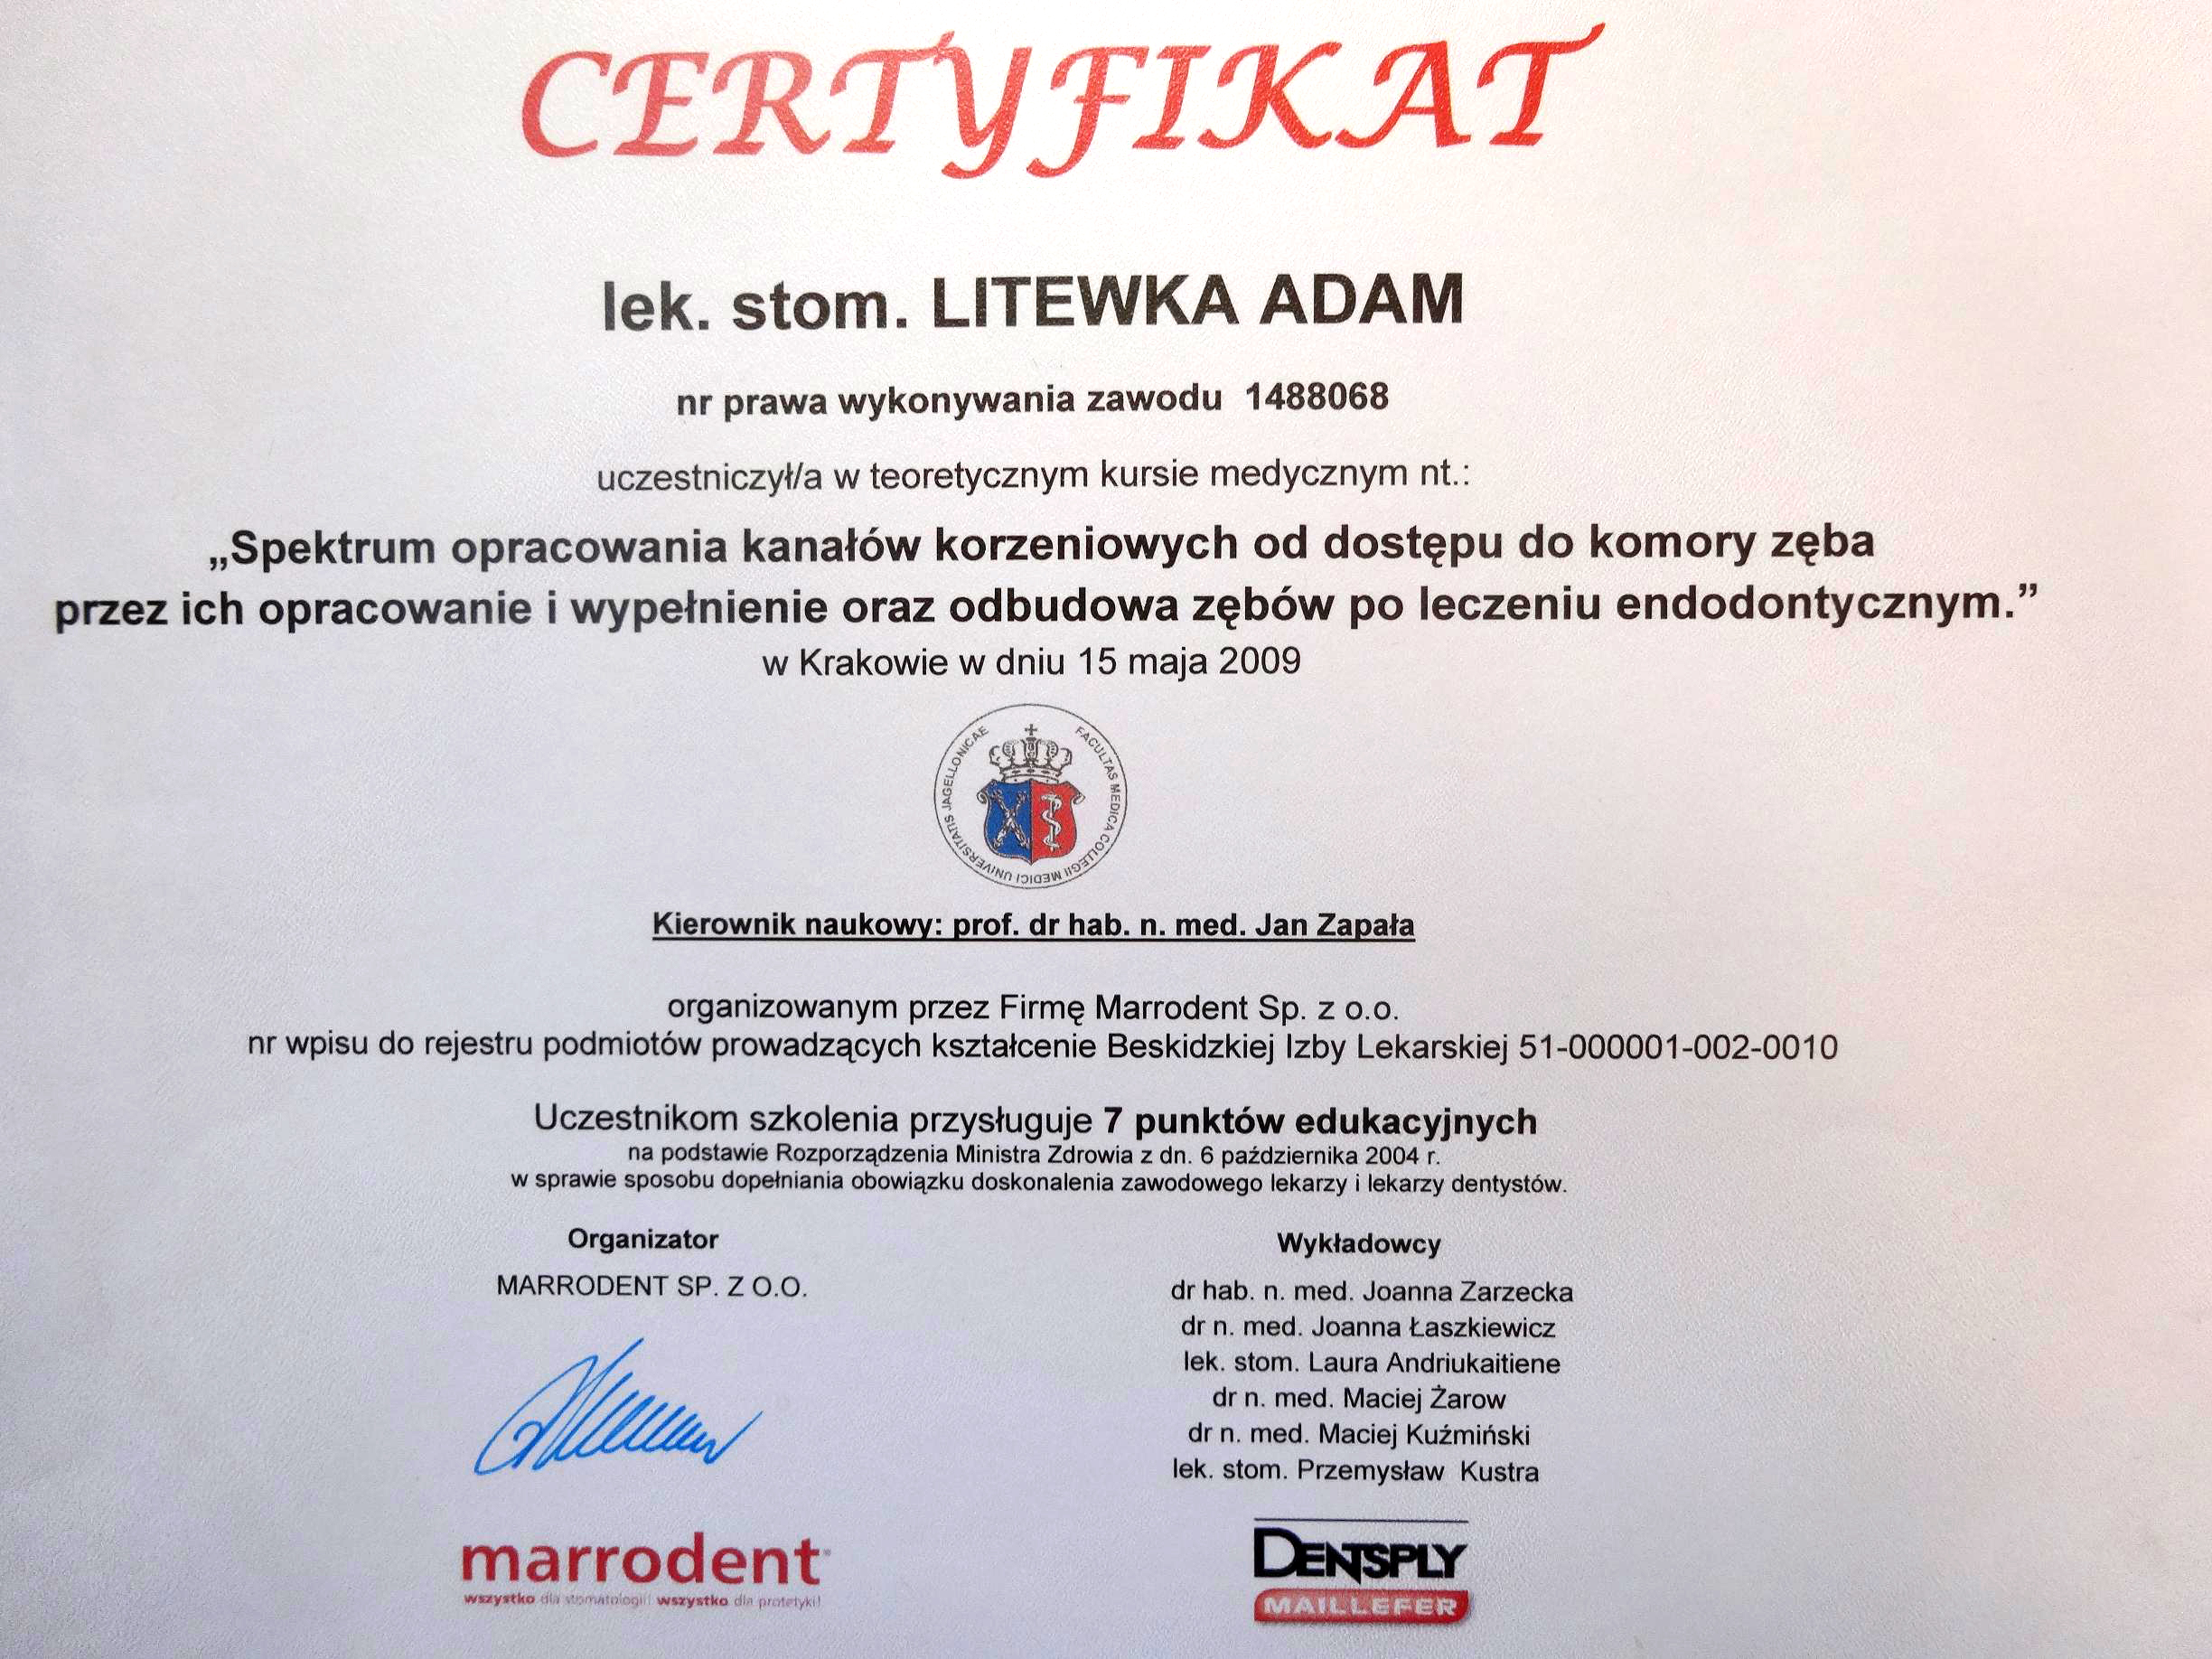 CERTYFIKAT
lek. stom. LITEWKA ADAM
nr prawa wykonywania zawodu 1488068
uczestniczył/a w teoretycznym kursie medycznym nt.:
„Spektrum opracowania kanałów korzeniowych od dostępu do komory zęba
przez ich opracowanie i wypełnienie oraz odbudowa zębów po leczeniu endodontycznym.”
w Krakowie w dniu 15 maja 2009
FACULTAS MEDICA COLLEGII MEDICI UNIVERSITATIS JAGELLONICAE
Kierownik naukowy: prof. dr hab. n. med. Jan Zapała
organizowanym przez Firmę Marrodent Sp. z o.o.
nr wpisu do rejestru podmiotów prowadzących kształcenie Beskidzkiej Izby Lekarskiej 51-000001-002-0010
Uczestnikom szkolenia przysługuje 7 punktów edukacyjnych
na podstawie Rozporządzenia Ministra Zdrowia z dn. 6 października 2004 r.
w sprawie sposobu dopełniania obowiązku doskonalenia zawodowego lekarzy i lekarzy dentystów.
Organizator
MARRODENT SP. Z O.O.
Wykładowcy
dr hab. n. med. Joanna Zarzecka
dr n. med. Joanna Łaszkiewicz
lek. stom. Laura Andriukaitiene
dr n. med. Maciej Żarow
dr n. med. Maciej Kuźmiński
lek. stom. Przemysław Kustra
marrodent
wszystko dla stomatologii! wszystko dla protetyki!
DENTSPLY
MAILLEFER